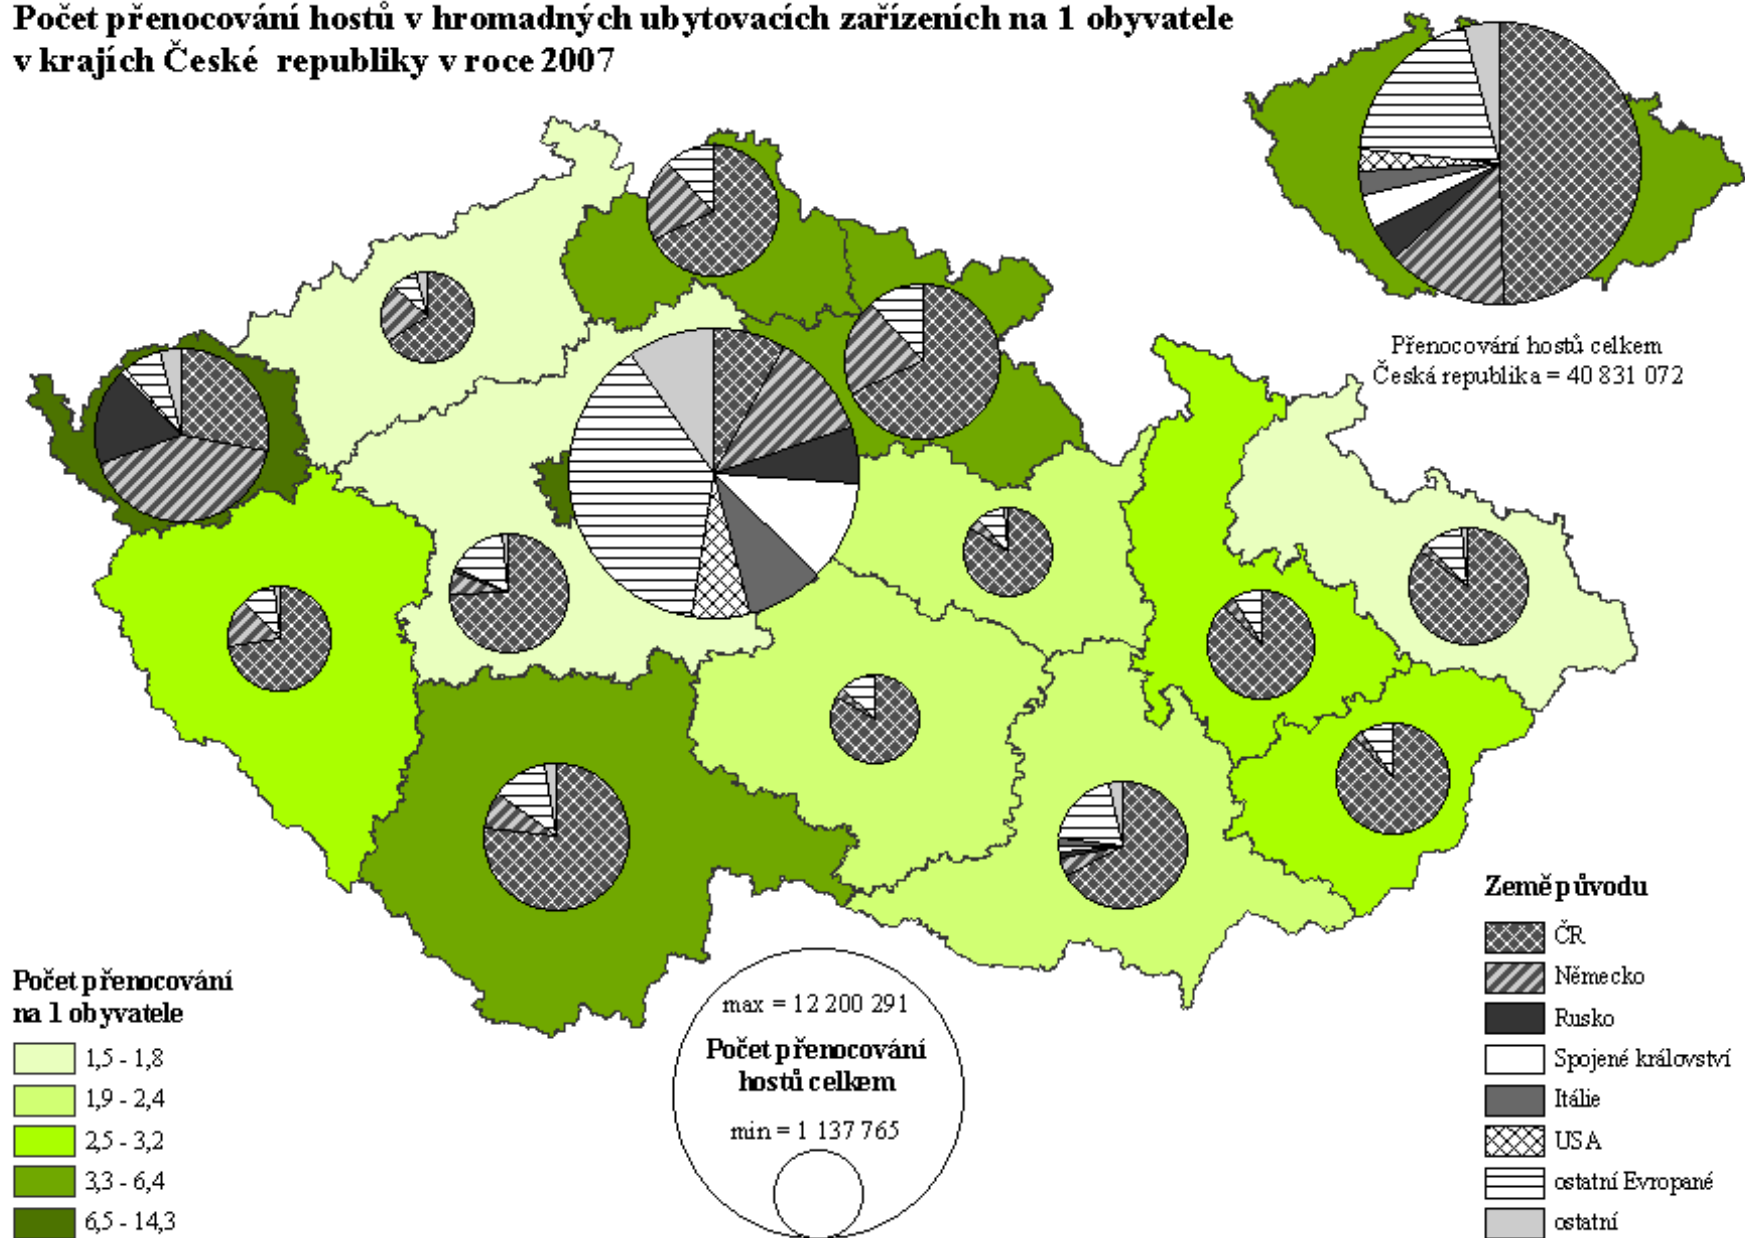 Počet přenocování hostů v hromadných ubytovacích zařízeních na 1 obyvatele
v krajích České republiky v roce 2007
Přenocování hostů celkem
Česká republika = 40 831 072
Počet přenocování
na 1 obyvatele
1,5 - 1,8
1,9 - 2,4
2,5 - 3,2
3,3 - 6,4
6,5 - 14,3
max = 12 200 291
Počet přenocování
hostů celkem
min = 1 137 765
Země původu
ČR
Německo
Rusko
Spojené království
Itálie
USA
ostatní Evropané
ostatní